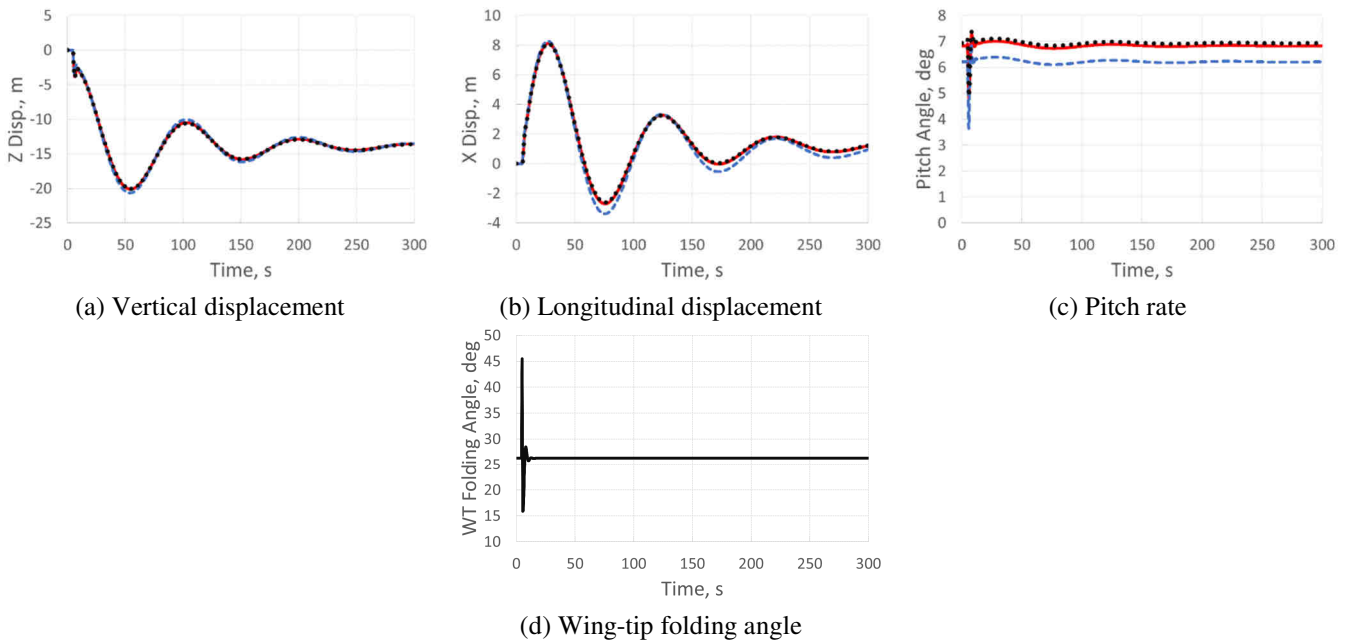 5
0
-5
-10
-15
-20
-25
Z Disp., m
0 50 100 150 200 250 300
Time, s
(a) Vertical displacement
10
8
6
4
2
0
-2
-4
X Disp., m
0 50 100 150 200 250 300
Time, s
(b) Longitudinal displacement
8
7
6
5
4
3
2
1
0
Pitch Angle, deg
0 50 100 150 200 250 300
Time, s
(c) Pitch rate
50
45
40
35
30
25
20
15
10
WT Folding Angle, deg
0 50 100 150 200 250 300
Time, s
(d) Wing-tip folding angle